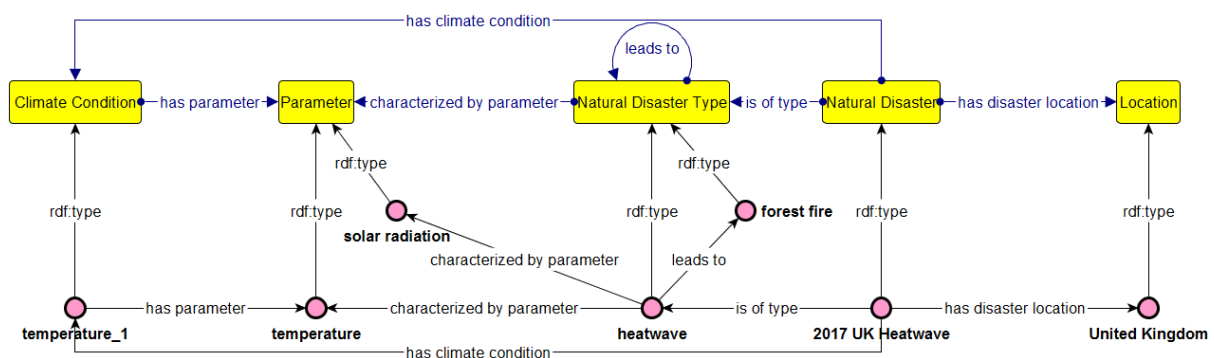 has climate condition
leads to
Climate Condition
has parameter
Parameter
characterized by parameter
Natural Disaster Type
is of type
Natural Disaster
has disaster location
Location
rdf:type
rdf:type
rdf:type
rdf:type
rdf:type
rdf:type
rdf:type
solar radiation
forest fire
characterized by parameter
leads to
has parameter
characterized by parameter
is of type
has disaster location
temperature_1
temperature
heatwave
2017 UK Heatwave
United Kingdom
has climate condition